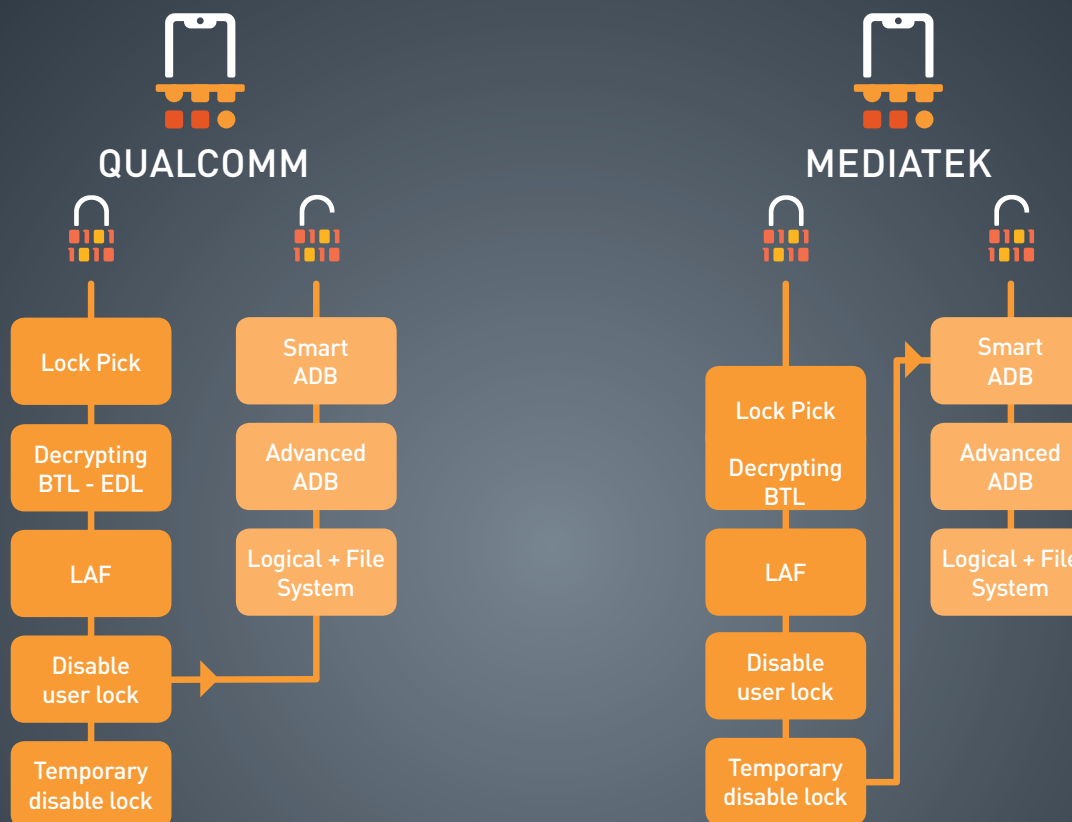 QUALCOMM
Lock Pick
Decrypting
BTL - EDL
LAF
Disable
user lock
Temporary
disable lock
Smart
ADB
Advanced
ADB
Logical + File
System
MEDIATEK
Lock Pick
Decrypting
BTL
LAF
Disable
user lock
Temporary
disable lock
Smart
ADB
Advanced
ADB
Logical + File
System